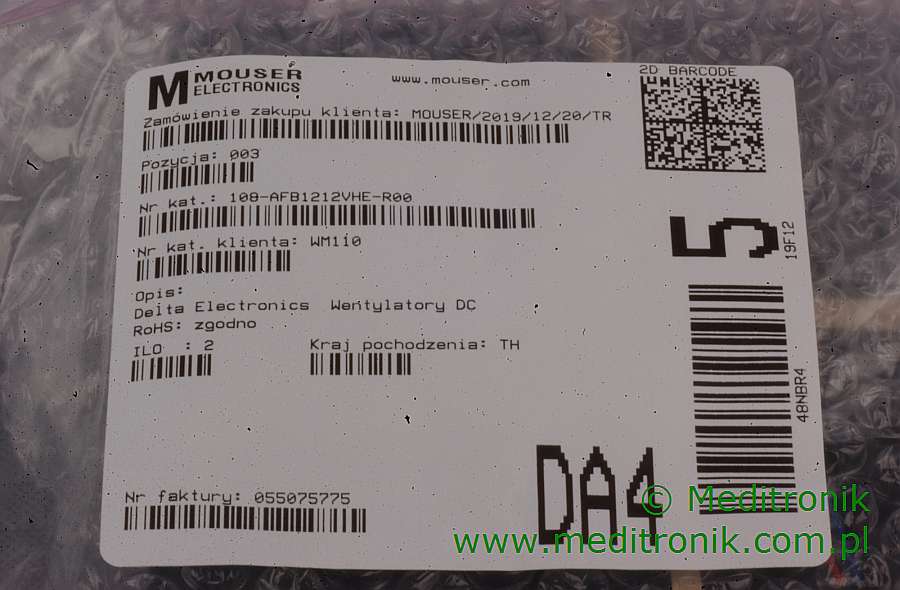 MOUSER
ELECTRONICS
www.mouser.com
2D BARCODE
Zamówienie zakupu klienta: MOUSER/2019/12/20/TR
Pozycja: 003
Nr kat.: 108-AFB1212VHE-R00
Nr kat. klienta: WM110
5
19F12
Opis:
Delta Electronics Wentylatory DC
RoHS: zgodno
ILO : 2
Kraj pochodzenia: TH
48NBR4
Nr faktury: 055075775
DA4
© Meditronik
www.meditronik.com.pl